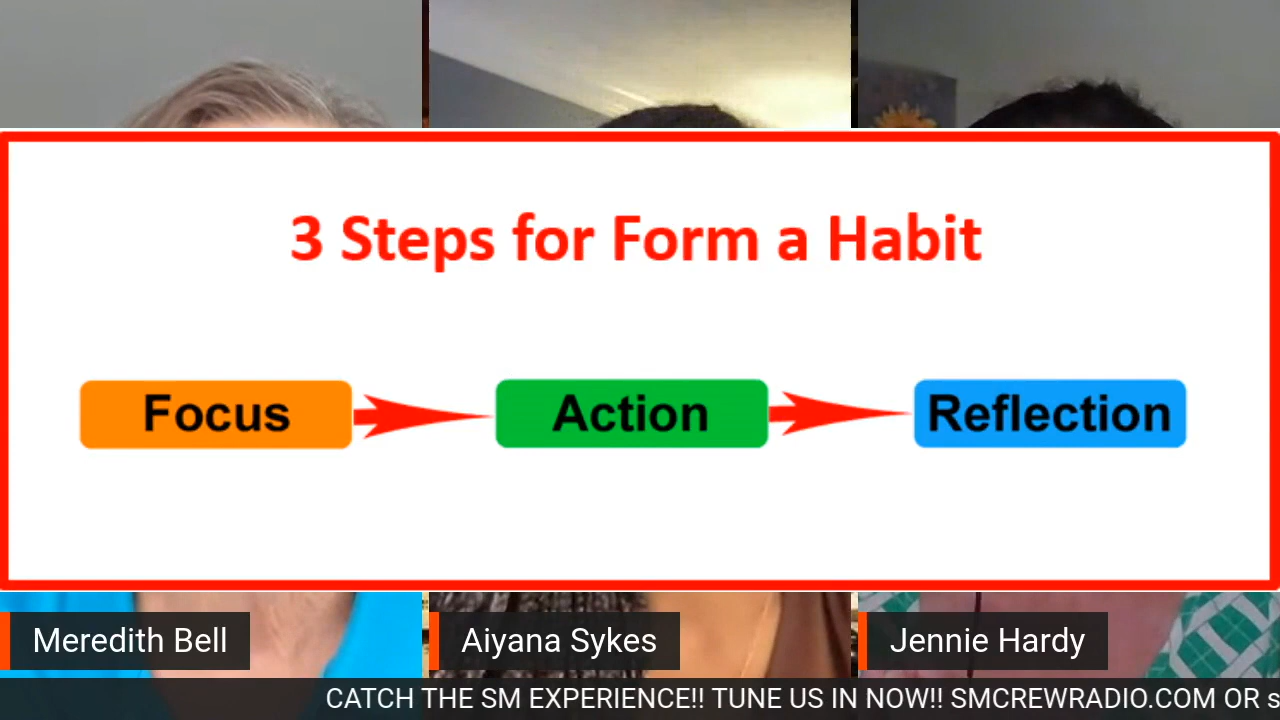 3 Steps for Form a Habit
Focus
Action
Reflection
Meredith Bell
Aiyana Sykes
Jennie Hardy
CATCH THE SM EXPERIENCE!! TUNE US IN NOW!! SMCREWRADIO.COM OR s